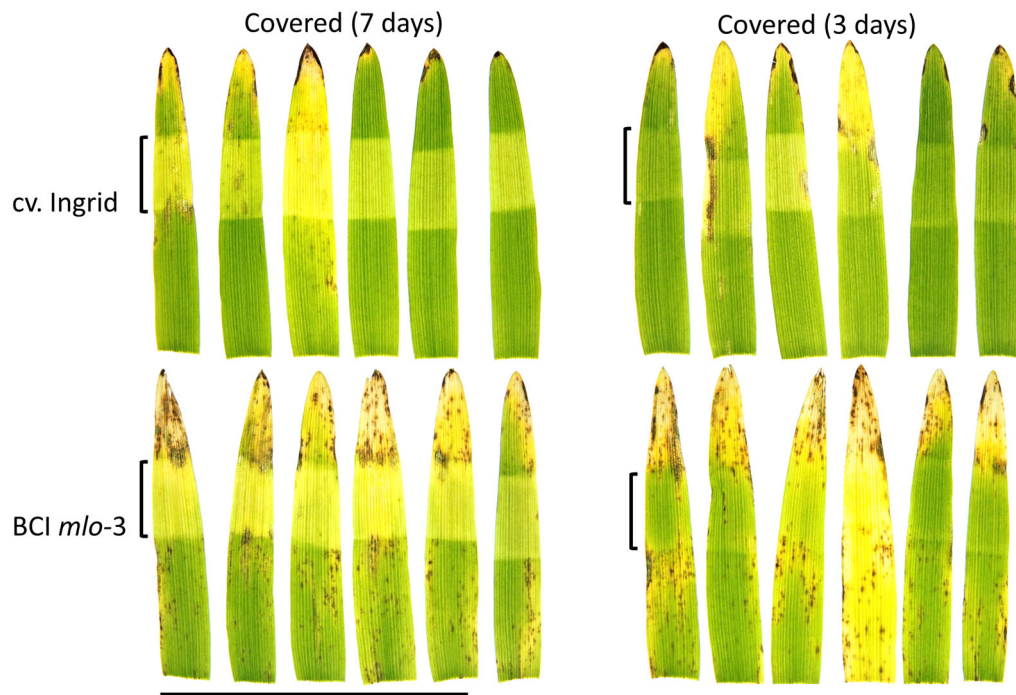 Covered (7 days)
Covered (3 days)
cv. Ingrid
BCI mlo-3